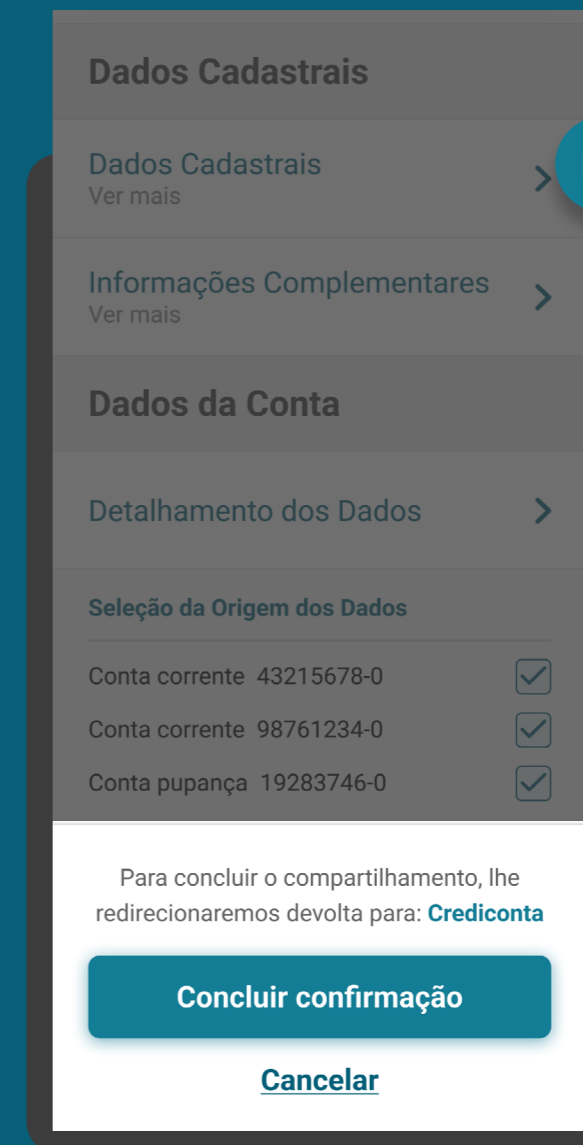 Dados Cadastrais
Dados Cadastrais
Ver mais
Informações Complementares
Ver mais
Dados da Conta
Detalhamento dos Dados
Seleção da Origem dos Dados
Conta corrente 43215678-0
Conta corrente 98761234-0
Conta pupança 19283746-0
Para concluir o compartilhamento, lhe
redirecionaremos devolta para: Crediconta
Concluir confirmação
Cancelar